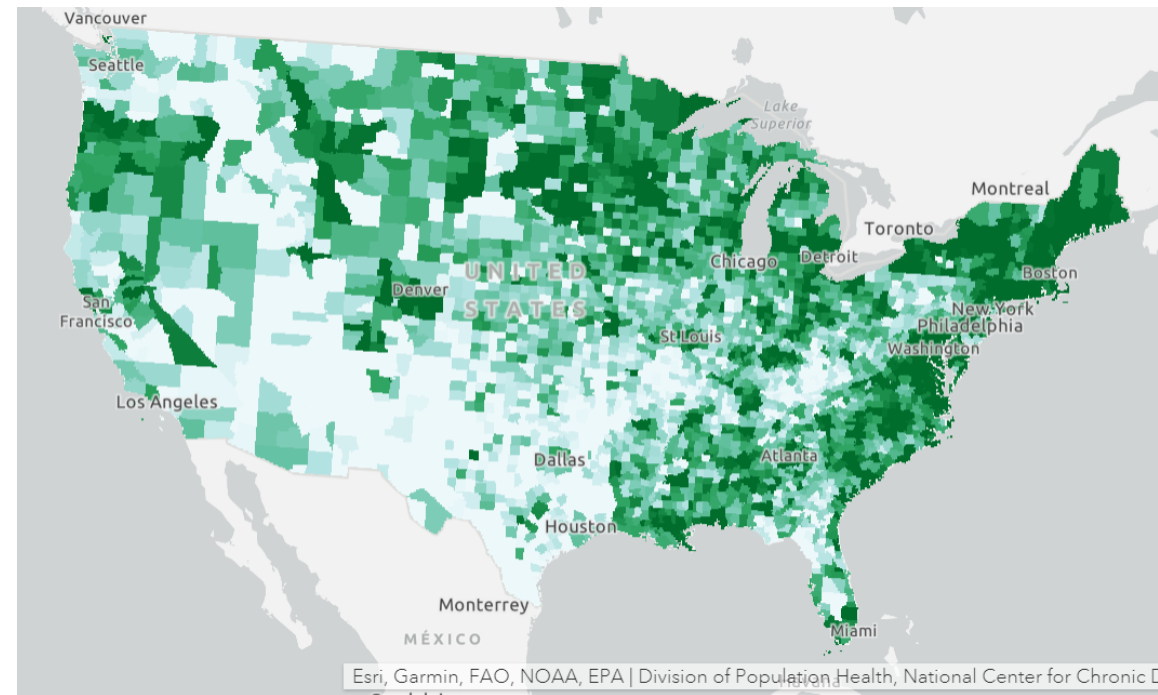 Vancouver
Seattle
Lake
Superior
Montreal
Toronto
Chicago
Detroit
Boston
UNITED
STATES
Denver
San
Francisco
New York
Philadelphia
St Louis
Washington
Los Angeles
Dallas
Atlanta
Houston
Monterrey
Miami
MÉXICO
Esri, Garmin, FAO, NOAA, EPA | Division of Population Health, National Center for Chronic D